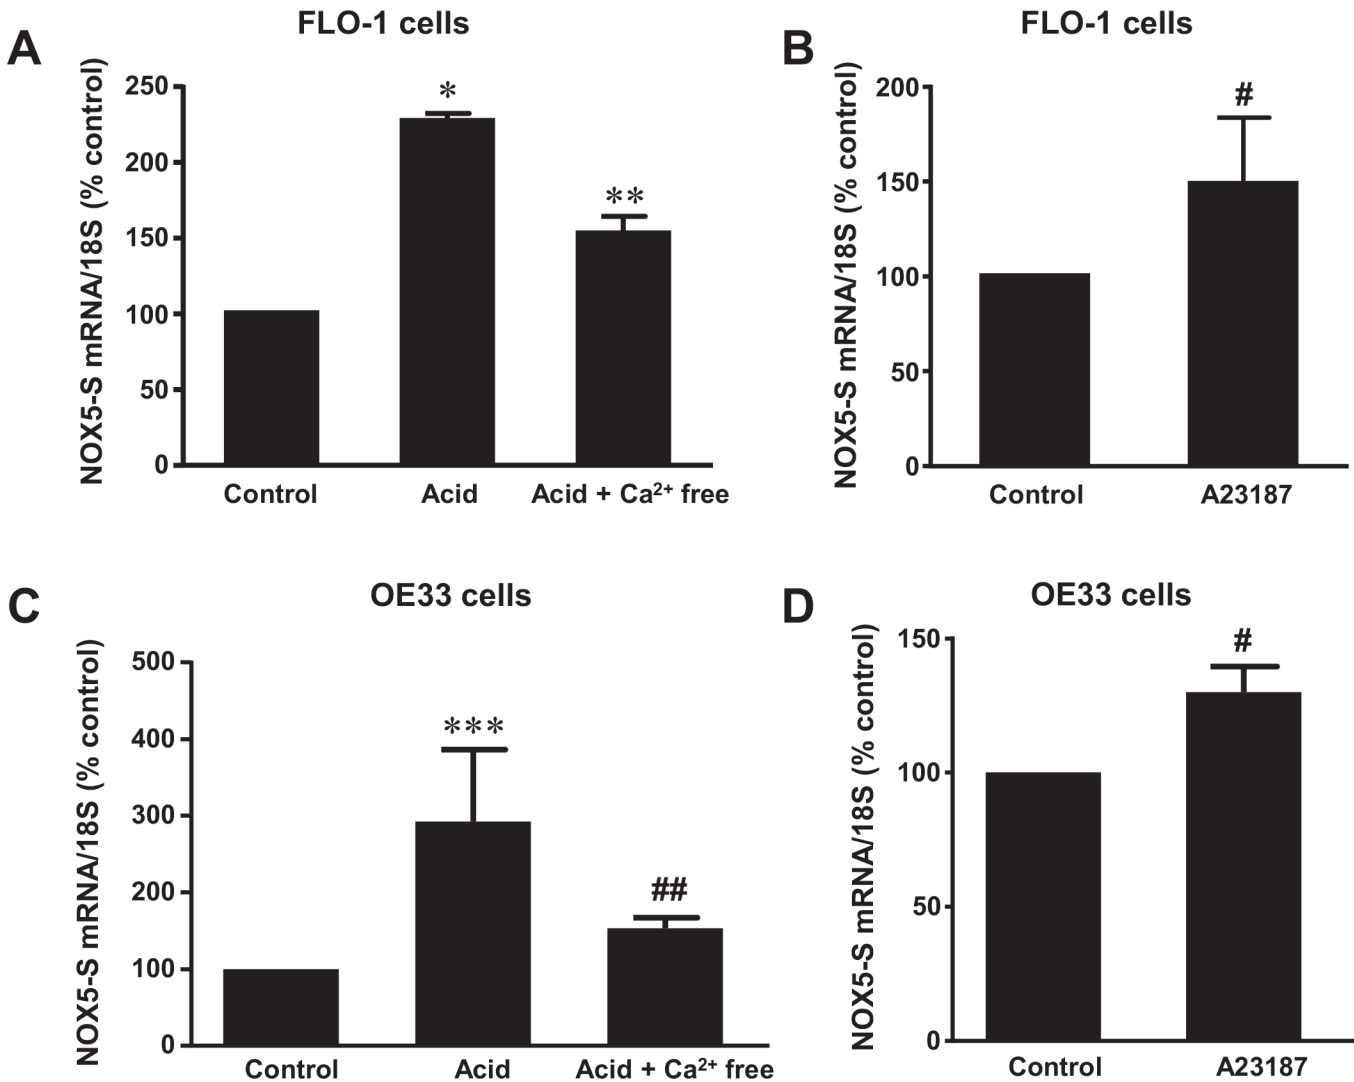 A
FLO-1 cells
NOX5-S mRNA/18S (% control)
250
200
150
100
50
0
*
**
Control
Acid
Acid + Ca²⁺ free
B
FLO-1 cells
NOX5-S mRNA/18S (% control)
200
150
100
50
0
#
Control
A23187
C
OE33 cells
NOX5-S mRNA/18S (% control)
500
400
300
200
100
0
***
##
Control
Acid
Acid + Ca²⁺ free
D
OE33 cells
NOX5-S mRNA/18S (% control)
150
100
50
0
#
Control
A23187